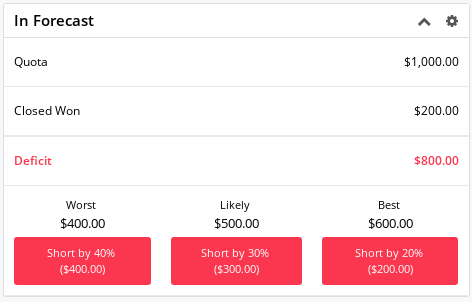 In Forecast
Quota $1,000.00
Closed Won $200.00
Deficit $800.00
Worst Likely Best
$400.00 $500.00 $600.00
Short by 40% Short by 30% Short by 20%
($400.00) ($300.00) ($200.00)